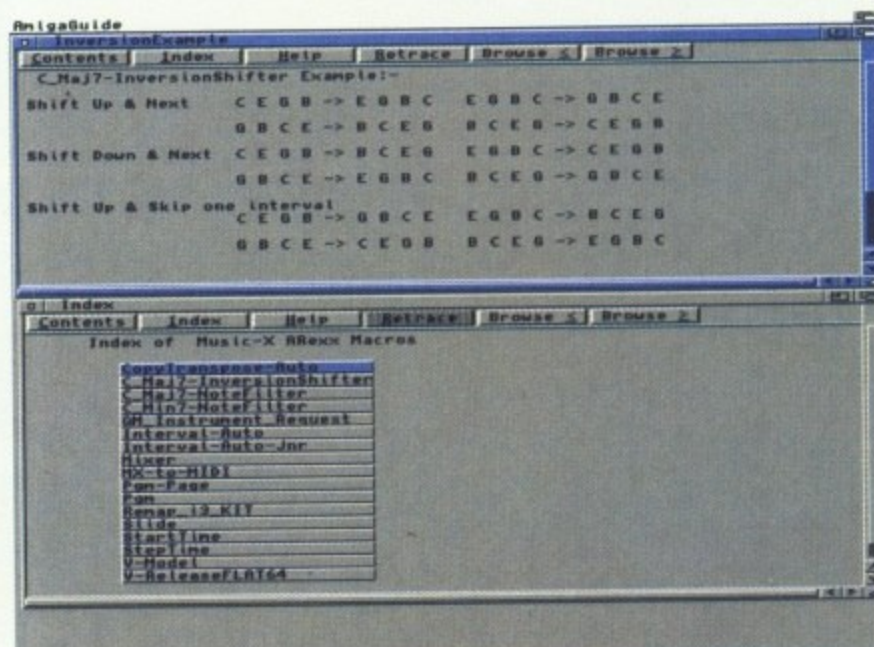 AmigaGuide
InversionExample
Contents Index Help Retrace Browse < Browse >
C_Maj7-InversionShifter Example:-
Shift Up & Next C E G B -> E G B C E G B C -> G B C E
G B C E -> B C E G B C E G -> C E G B
Shift Down & Next C E G B -> B C E G E G B C -> C E G B
G B C E -> E G B C B C E G -> G B C E
Shift Up & Skip one interval
C E G B -> G B C E E G B C -> B C E G
G B C E -> C E G B B C E G -> E G B C
Index
Contents Index Help Retrace Browse < Browse >
Index of Music-X ARexx Macros
CopyTranspose-Auto
C_Maj7-InversionShifter
C_Maj7-NoteFilter
C_Min7-NoteFilter
GM_Instrument_Request
Interval-Auto
Interval-Auto-Jnr
Mixer
MX-to-MIDI
Pgm-Page
Pgm
Remap_i3_KIT
Slide
StartTime
StepTime
V-Model
V-ReleaseFLAT64